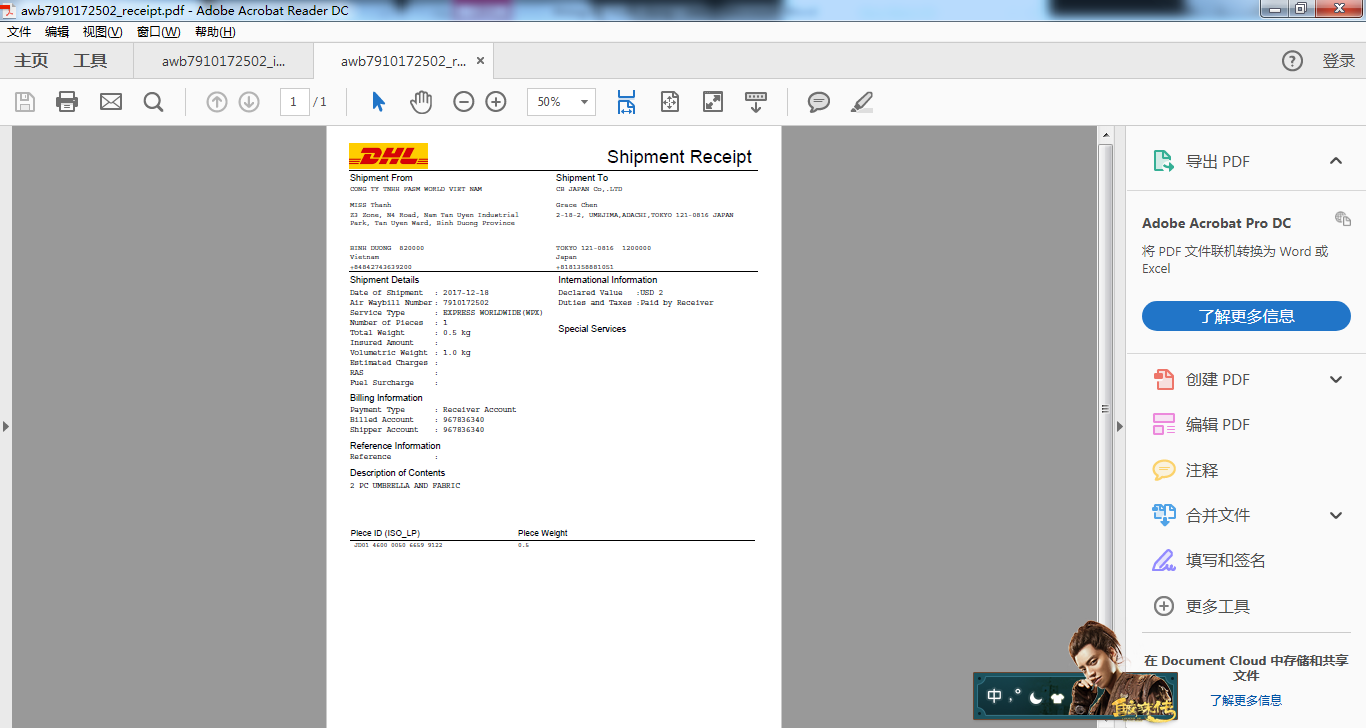 awb7910172502_receipt.pdf - Adobe Acrobat Reader DC
文件 编辑 视图(V) 窗口(W) 帮助(H)
主页 工具 awb7910172502_i... awb7910172502_r... × 登录
1 / 1 50%
DHL
Shipment Receipt
Shipment From
CONG TY TNHH PASM WORLD VIET NAM
MISS Thanh
Z3 Zone, N4 Road, Nam Tan Uyen Industrial
Park, Tan Uyen Ward, Binh Duong Province
BINH DUONG 820000
Vietnam
+84842743639200
Shipment To
CB JAPAN Co,.LTD
Grace Chen
2-18-2, UMEJIMA,ADACHI,TOKYO 121-0816 JAPAN
TOKYO 121-0816 1200000
Japan
+8181358881051
Shipment Details
Date of Shipment : 2017-12-18
Air Waybill Number : 7910172502
Service Type : EXPRESS WORLDWIDE(WPX)
Number of Pieces : 1
Total Weight : 0.5 kg
Insured Amount :
Volumetric Weight : 1.0 kg
Estimated Charges :
RAS :
Fuel Surcharge :
International Information
Declared Value :USD 2
Duties and Taxes :Paid by Receiver
Special Services
Billing Information
Payment Type : Receiver Account
Billed Account : 967836340
Shipper Account : 967836340
Reference Information
Reference :
Description of Contents
2 PC UMBRELLA AND FABRIC
Piece ID (ISO_LP) Piece Weight
JD01 4600 0050 6659 9122 0.5
导出 PDF
Adobe Acrobat Pro DC
将 PDF 文件联机转换为 Word 或
Excel
了解更多信息
创建 PDF
编辑 PDF
注释
合并文件
填写和签名
更多工具
在 Document Cloud 中存储和共享
文件
了解更多信息
中